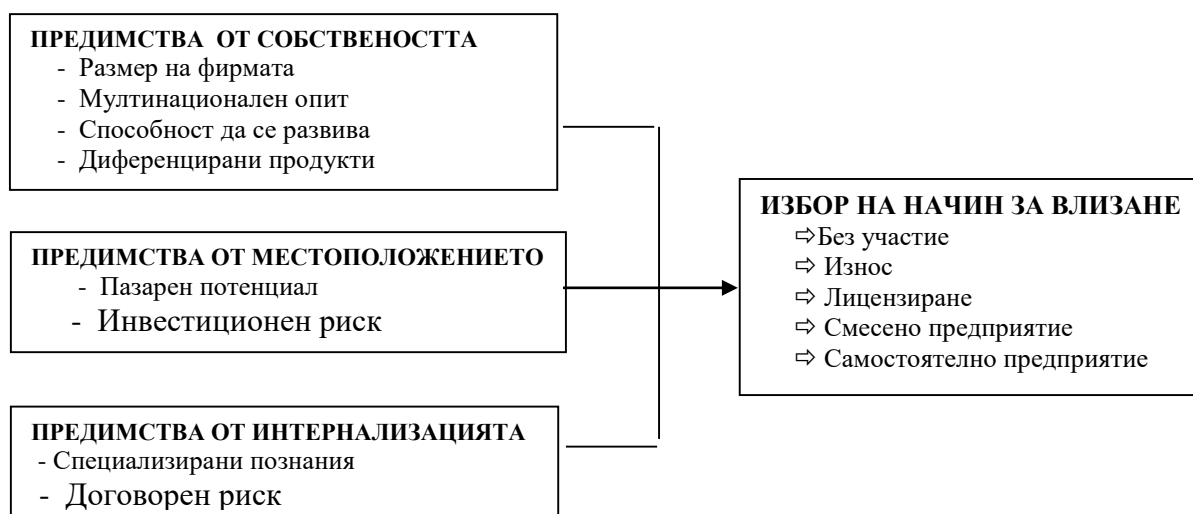 ПРЕДИМСТВА ОТ СОБСТВЕНОСТТА
- Размер на фирмата
- Мултинационален опит
- Способност да се развива
- Диференцирани продукти
ПРЕДИМСТВА ОТ МЕСТОПОЛОЖЕНИЕТО
- Пазарен потенциал
- Инвестиционен риск
ПРЕДИМСТВА ОТ ИНТЕРНАЛИЗАЦИЯТА
- Специализирани познания
- Договорен риск
ИЗБОР НА НАЧИН ЗА ВЛИЗАНЕ
⇨Без участие
⇨ Износ
⇨ Лицензиране
⇨ Смесено предприятие
⇨ Самостоятелно предприятие